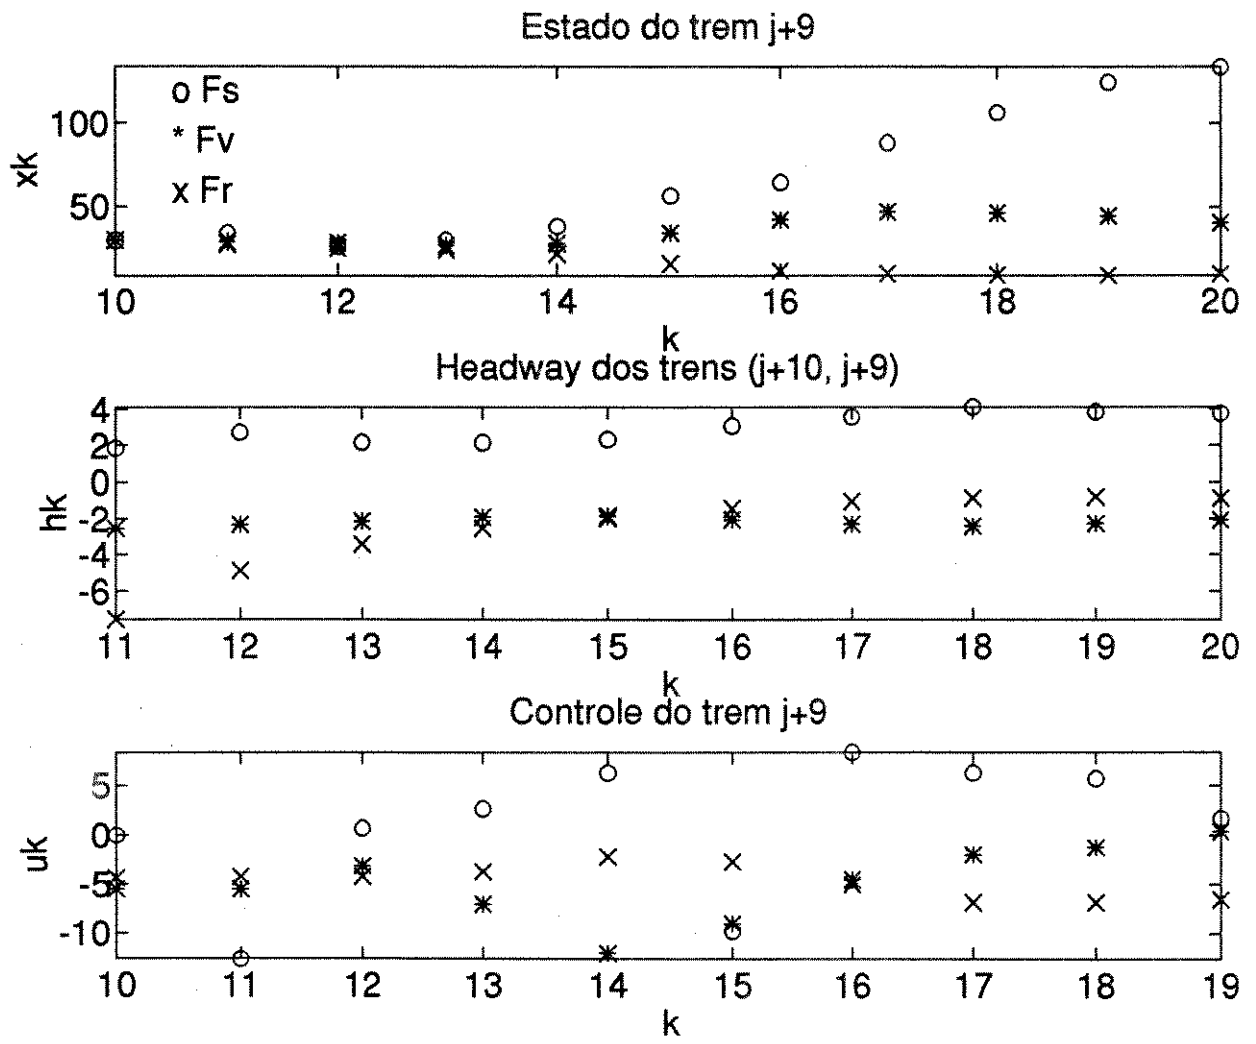 Estado do trem j+9
o Fs
* Fv
x Fr
xk
100
50
10 12 14 16 18 20
k
Headway dos trens (j+10, j+9)
hk
4
2
0
-2
-4
-6
11 12 13 14 15 16 17 18 19 20
k
Controle do trem j+9
uk
5
0
-5
-10
10 11 12 13 14 15 16 17 18 19
k